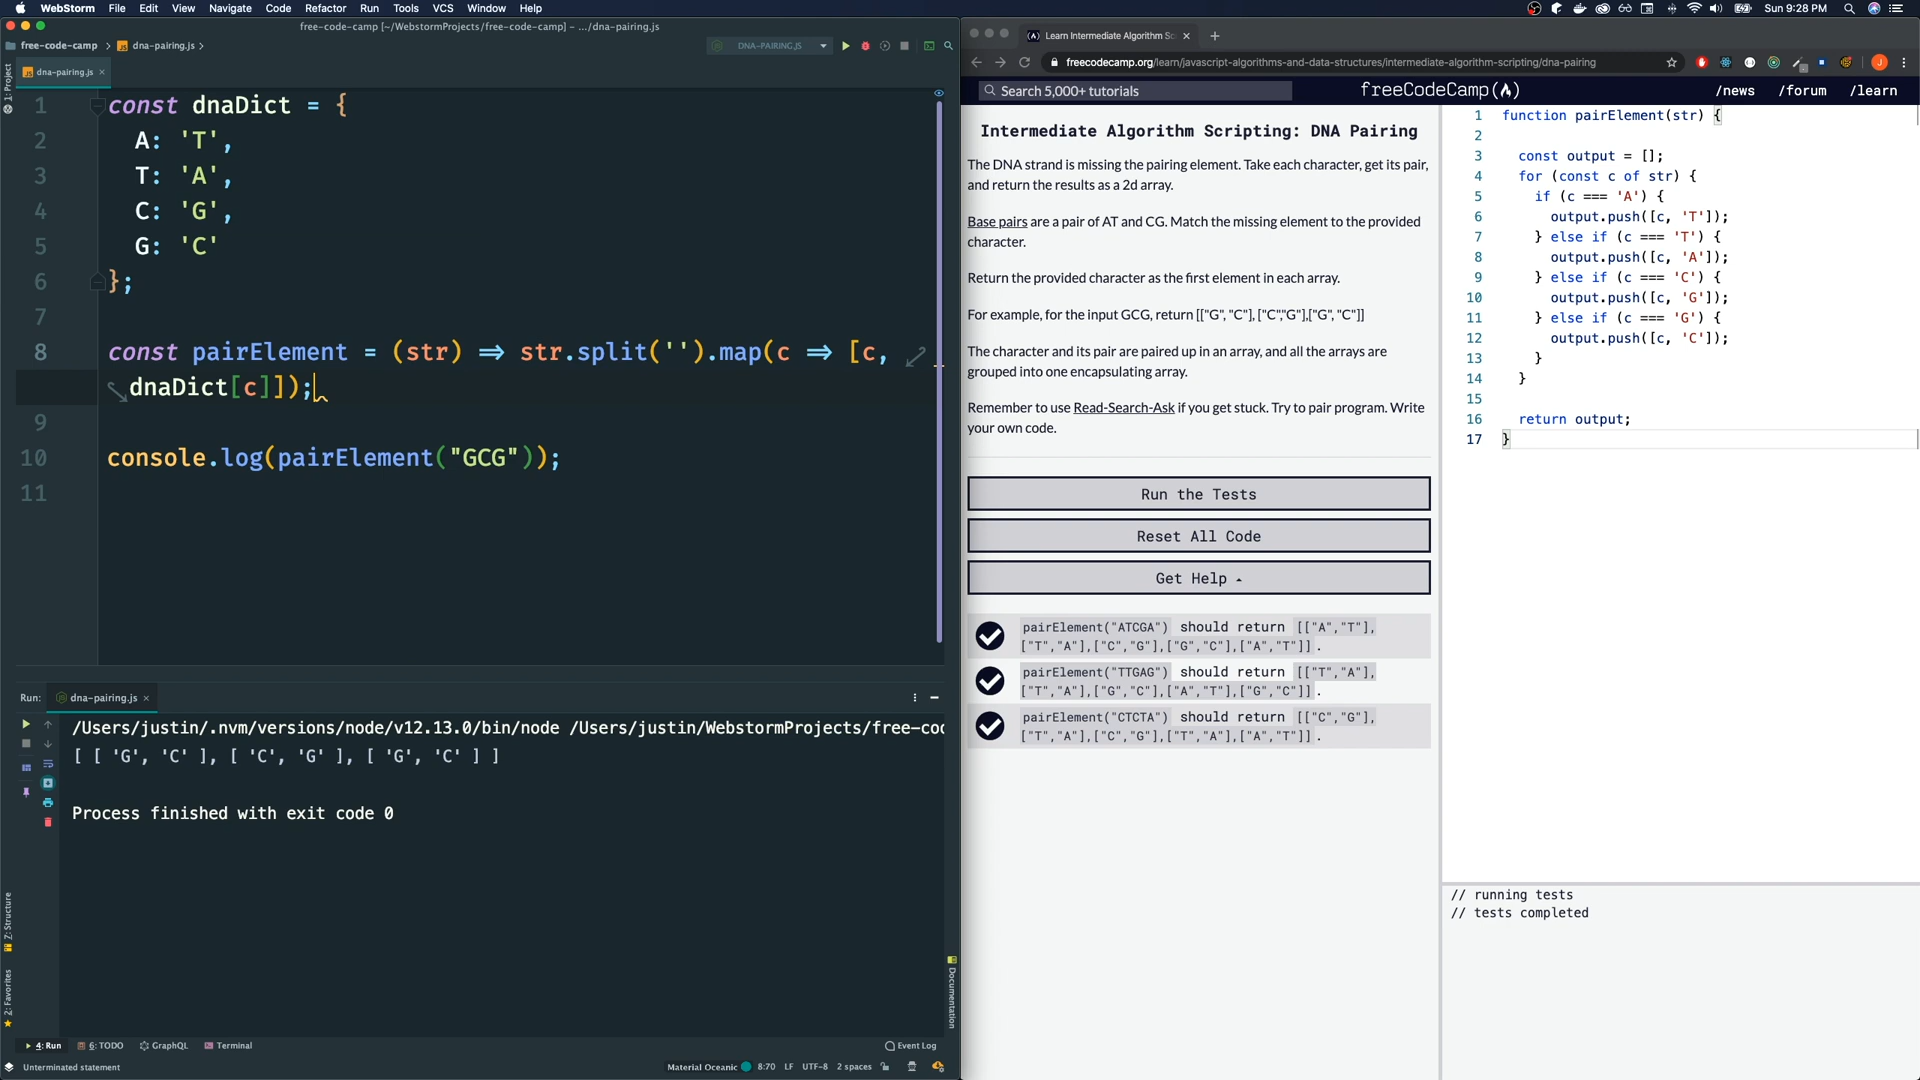 WebStorm File Edit View Navigate Code Refactor Run Tools VCS Window Help
Sun 9:28 PM
free-code-camp [~/WebstormProjects/free-code-camp] – .../dna-pairing.js
free-code-camp
dna-pairing.js
DNA-PAIRING.JS
1: Project
dna-pairing.js
1 const dnaDict = {
2 A: 'T',
3 T: 'A',
4 C: 'G',
5 G: 'C'
6 };
7
8 const pairElement = (str) ⇒ str.split('').map(c ⇒ [c,
dnaDict[c]]);
9
10 console.log(pairElement("GCG"));
11
Run: dna-pairing.js
/Users/justin/.nvm/versions/node/v12.13.0/bin/node /Users/justin/WebstormProjects/free-co
[ [ 'G', 'C' ], [ 'C', 'G' ], [ 'G', 'C' ] ]
Process finished with exit code 0
Z: Structure
2: Favorites
Documentation
4: Run 6: TODO GraphQL Terminal
Event Log
Unterminated statement
Material Oceanic 8:70 LF UTF-8 2 spaces
Learn Intermediate Algorithm Sc
freecodecamp.org/learn/javascript-algorithms-and-data-structures/intermediate-algorithm-scripting/dna-pairing
J
Search 5,000+ tutorials
freeCodeCamp
/news /forum /learn
Intermediate Algorithm Scripting: DNA Pairing
The DNA strand is missing the pairing element. Take each character, get its pair,
and return the results as a 2d array.
Base pairs are a pair of AT and CG. Match the missing element to the provided
character.
Return the provided character as the first element in each array.
For example, for the input GCG, return [["G", "C"], ["C","G"],["G", "C"]]
The character and its pair are paired up in an array, and all the arrays are
grouped into one encapsulating array.
Remember to use Read-Search-Ask if you get stuck. Try to pair program. Write
your own code.
Run the Tests
Reset All Code
Get Help
pairElement("ATCGA") should return [["A","T"],
["T","A"],["C","G"],["G","C"],["A","T"]].
pairElement("TTGAG") should return [["T","A"],
["T","A"],["G","C"],["A","T"],["G","C"]].
pairElement("CTCTA") should return [["C","G"],
["T","A"],["C","G"],["T","A"],["A","T"]].
1 function pairElement(str) {
2
3 const output = [];
4 for (const c of str) {
5 if (c === 'A') {
6 output.push([c, 'T']);
7 } else if (c === 'T') {
8 output.push([c, 'A']);
9 } else if (c === 'C') {
10 output.push([c, 'G']);
11 } else if (c === 'G') {
12 output.push([c, 'C']);
13 }
14 }
15
16 return output;
17 }
// running tests
// tests completed